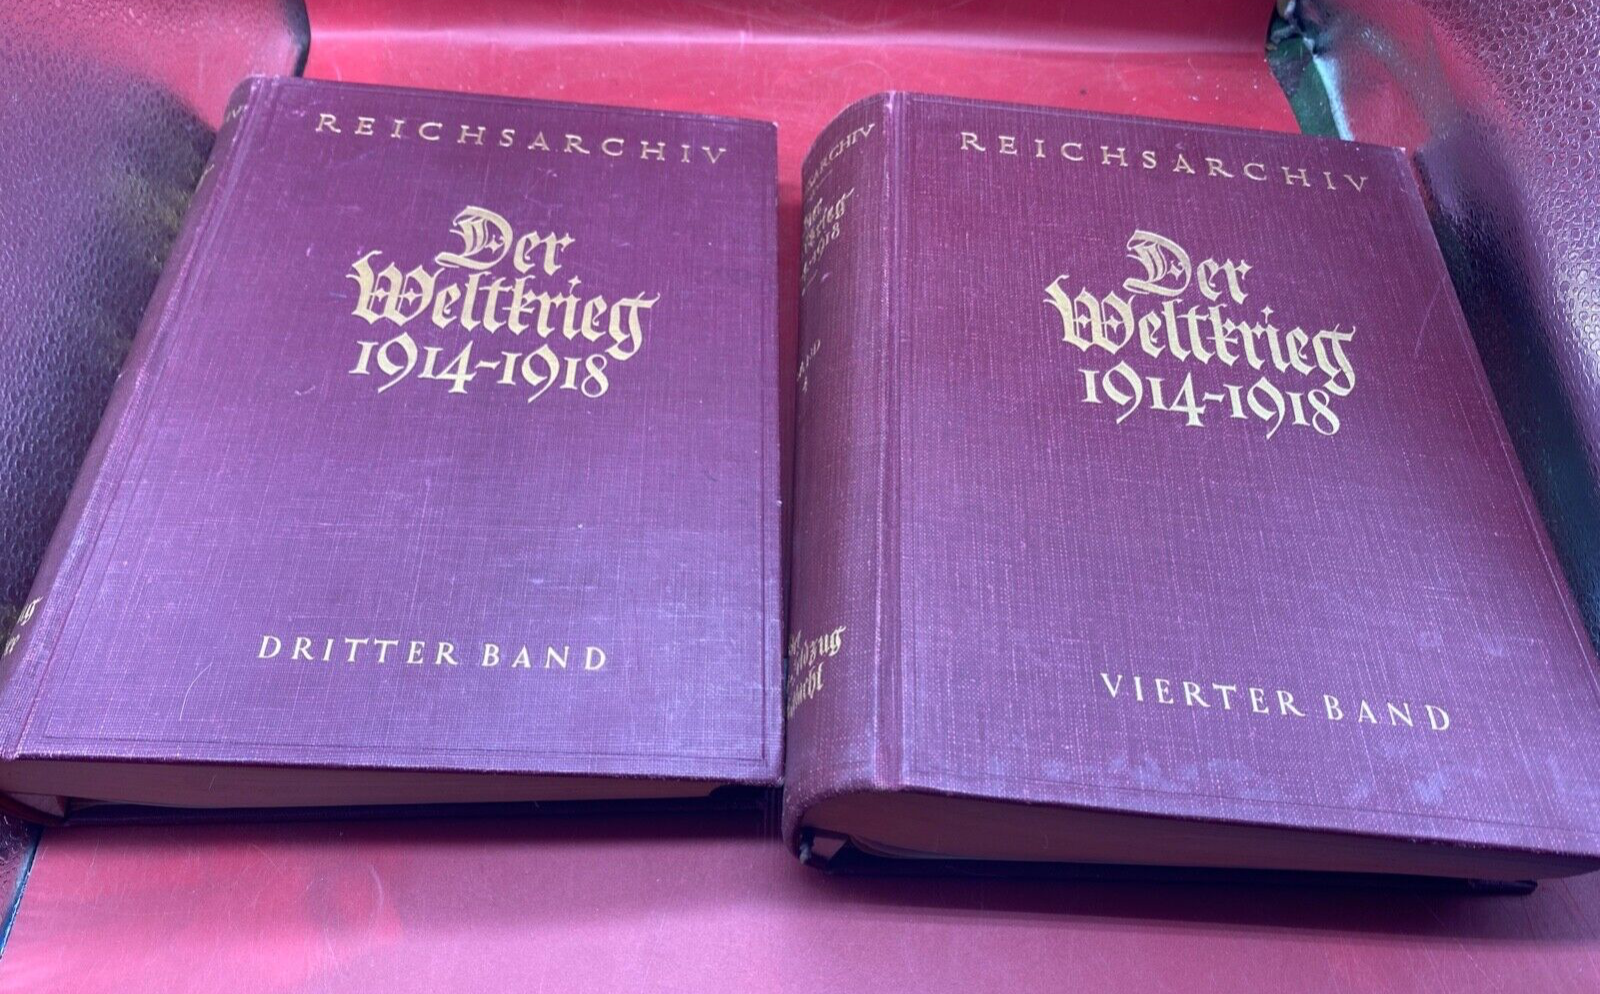 REICHSARCHIV
Der
Weltkrieg
1914-1918
DRITTER BAND
REICHSARCHIV
Der
Weltkrieg
1914-1918
VIERTER BAND